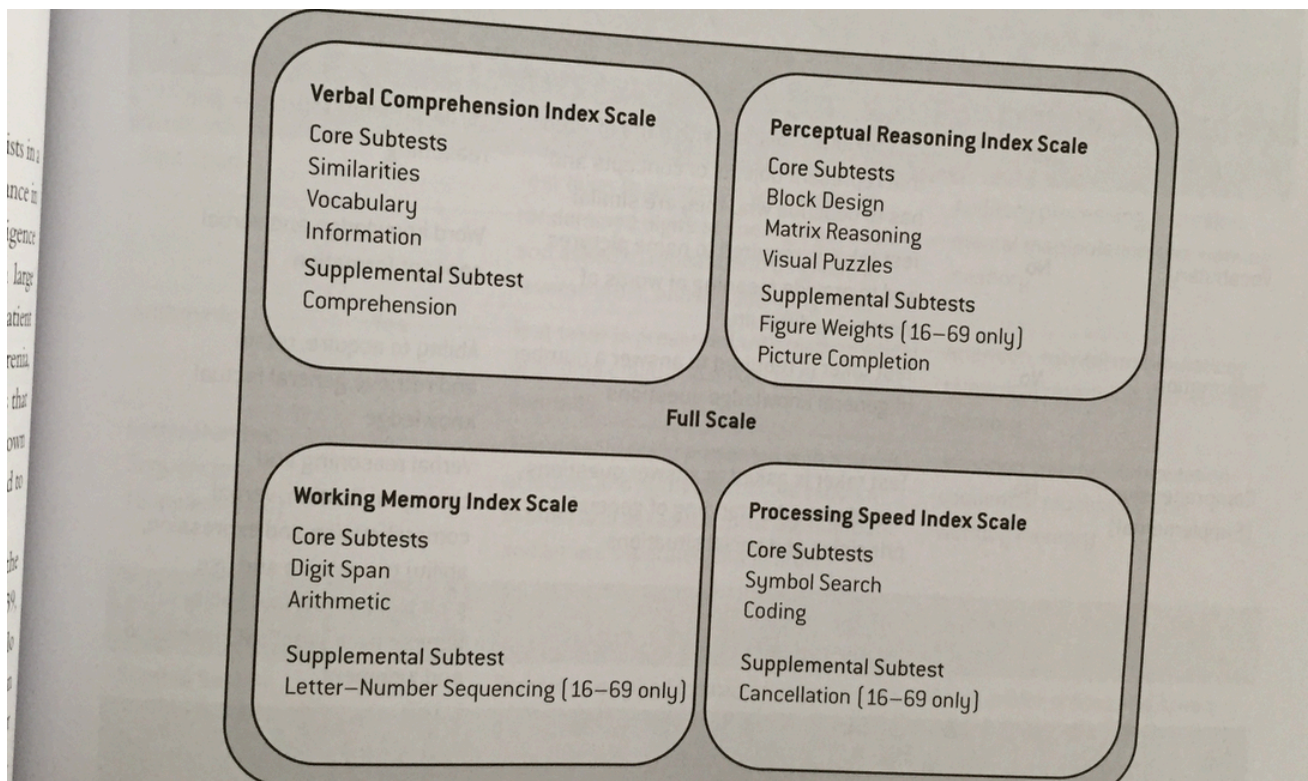 Verbal Comprehension Index Scale
Core Subtests
Similarities
Vocabulary
Information
Supplemental Subtest
Comprehension
Perceptual Reasoning Index Scale
Core Subtests
Block Design
Matrix Reasoning
Visual Puzzles
Supplemental Subtests
Figure Weights (16–69 only)
Picture Completion
Full Scale
Working Memory Index Scale
Core Subtests
Digit Span
Arithmetic
Supplemental Subtest
Letter–Number Sequencing (16–69 only)
Processing Speed Index Scale
Core Subtests
Symbol Search
Coding
Supplemental Subtest
Cancellation (16–69 only)